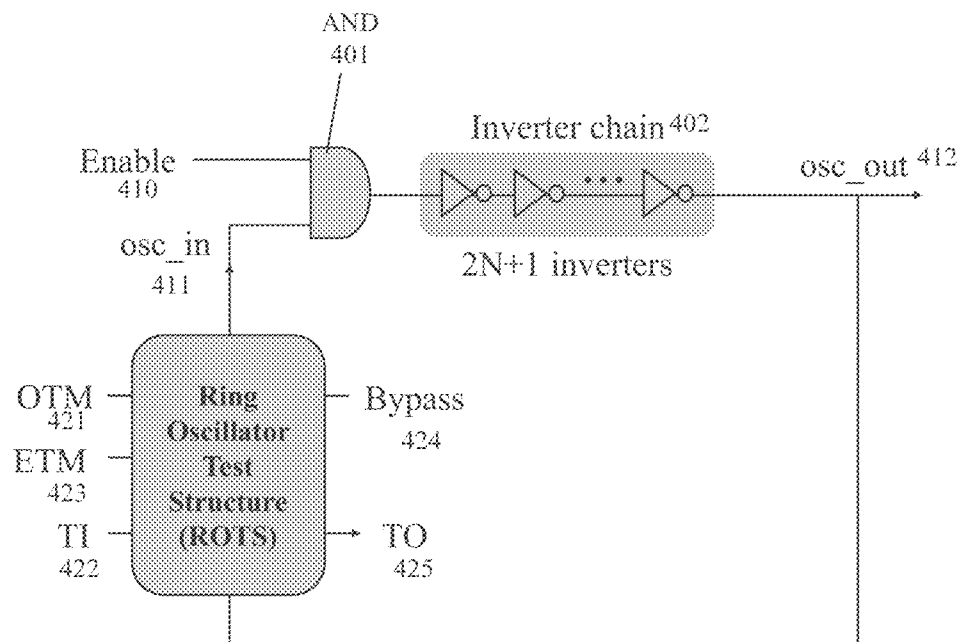 AND
401
Inverter chain 402
Enable
410
osc_out 412
osc_in
411
2N+1 inverters
OTM
421
Ring
Oscillator
Test
Structure
(ROTS)
Bypass
424
ETM
423
TI
422
TO
425